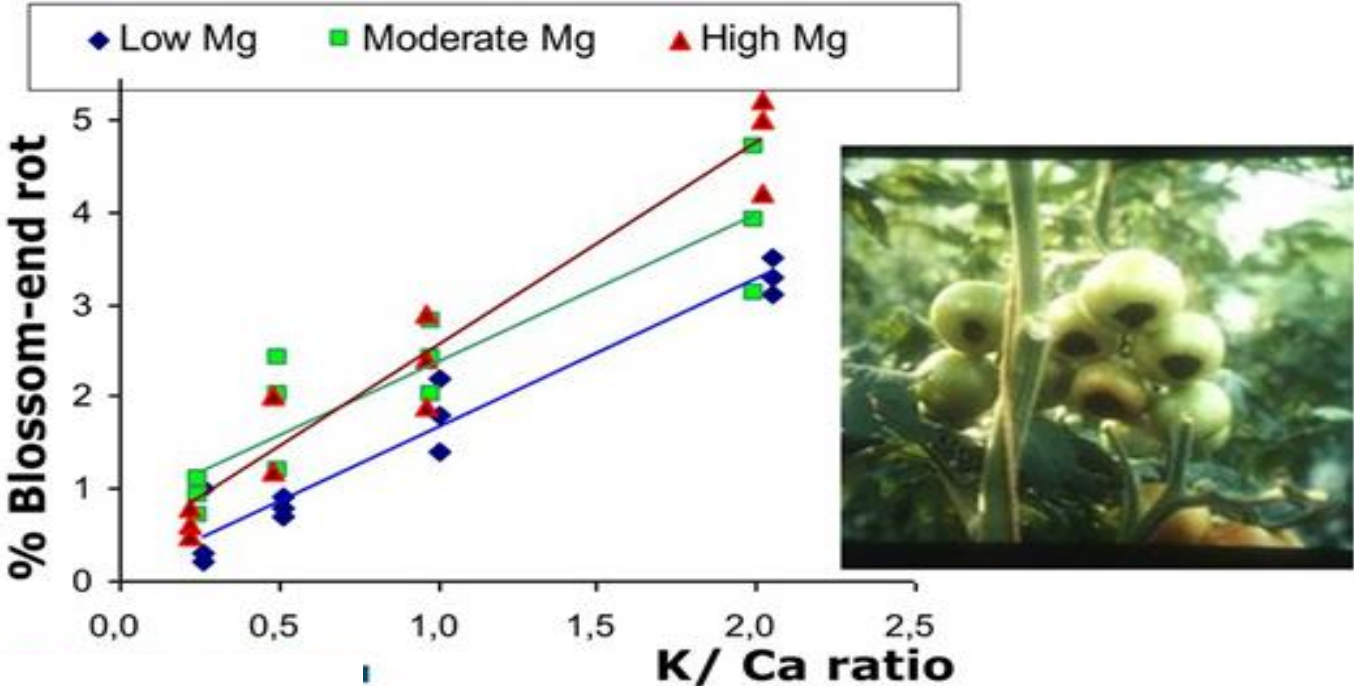 Low Mg Moderate Mg High Mg
% Blossom-end rot
5
4
3
2
1
0
0,0 0,5 1,0 1,5 2,0 2,5
K/ Ca ratio